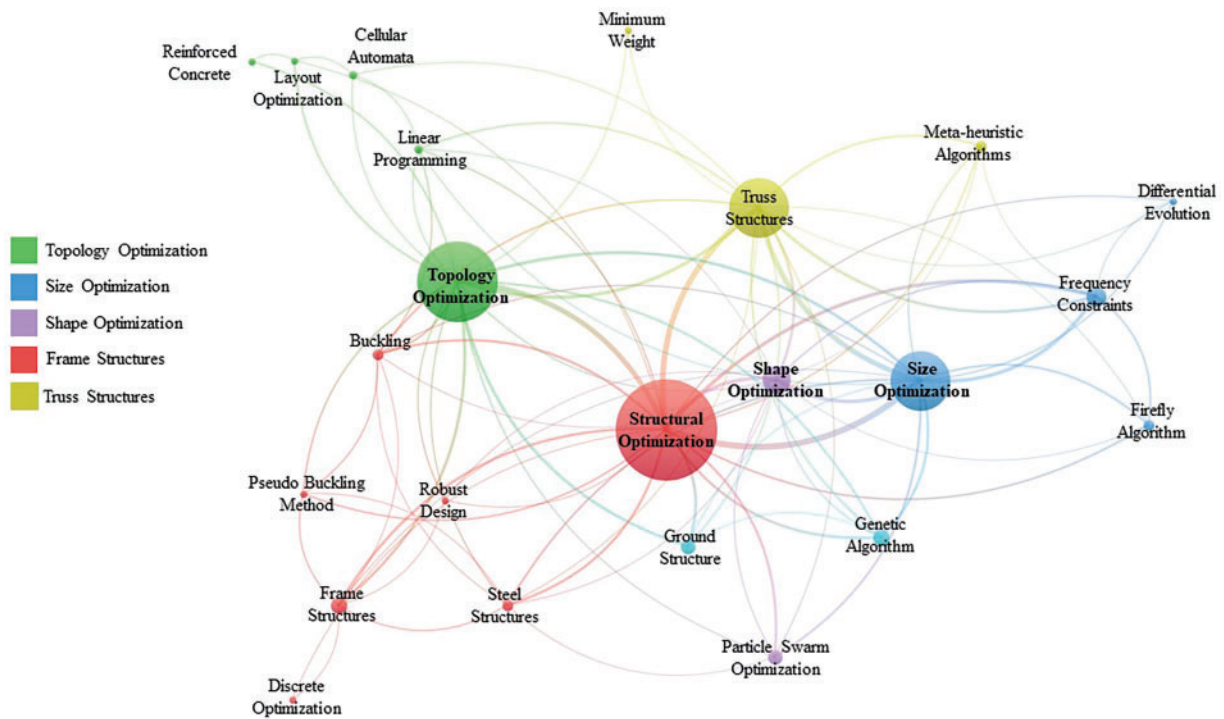 Minimum
Weight
Cellular
Automata
Reinforced
Concrete
Layout
Optimization
Linear
Programming
Meta-heuristic
Algorithms
Differential
Evolution
Truss
Structures
Topology
Optimization
Frequency
Constraints
Topology Optimization
Size Optimization
Shape Optimization
Frame Structures
Truss Structures
Buckling
Shape
Optimization
Size
Optimization
Structural
Optimization
Firefly
Algorithm
Pseudo Buckling
Method
Robust
Design
Ground
Structure
Genetic
Algorithm
Frame
Structures
Steel
Structures
Particle Swarm
Optimization
Discrete
Optimization